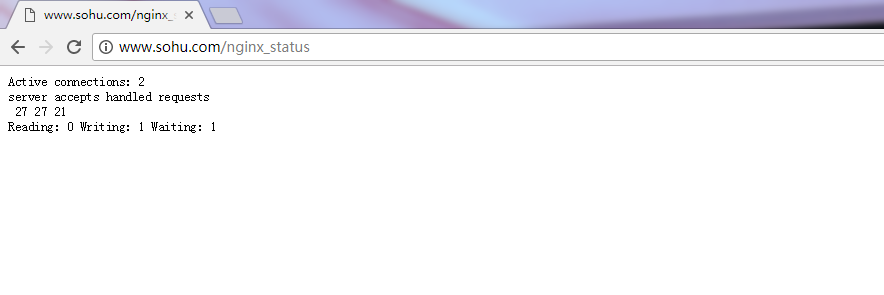 www.sohu.com/nginx_s
www.sohu.com/nginx_status
Active connections: 2
server accepts handled requests
27 27 21
Reading: 0 Writing: 1 Waiting: 1